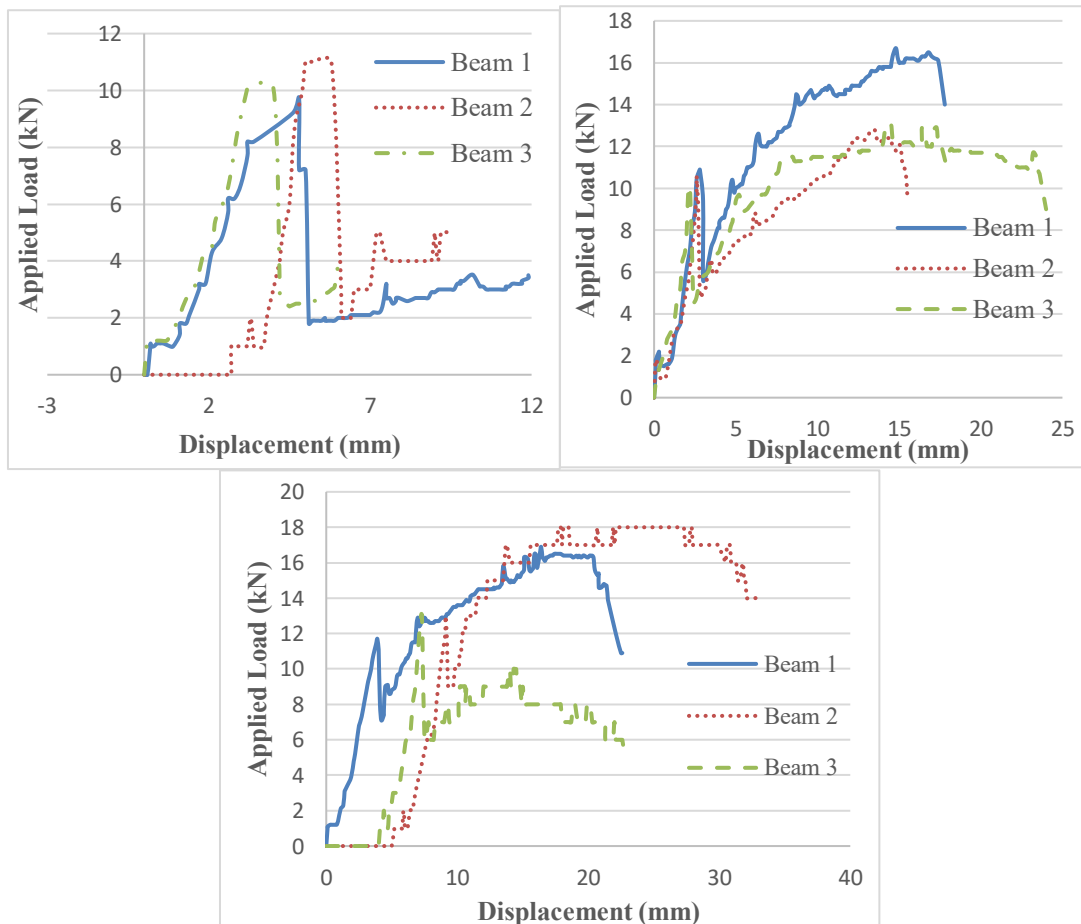 12
10
8
6
4
2
0
-3 2 7 12
Applied Load (kN)
Displacement (mm)
Beam 1
Beam 2
Beam 3
18
16
14
12
10
8
6
4
2
0
0 5 10 15 20 25
Applied Load (kN)
Displacement (mm)
Beam 1
Beam 2
Beam 3
20
18
16
14
12
10
8
6
4
2
0
0 10 20 30 40
Applied Load (kN)
Displacement (mm)
Beam 1
Beam 2
Beam 3